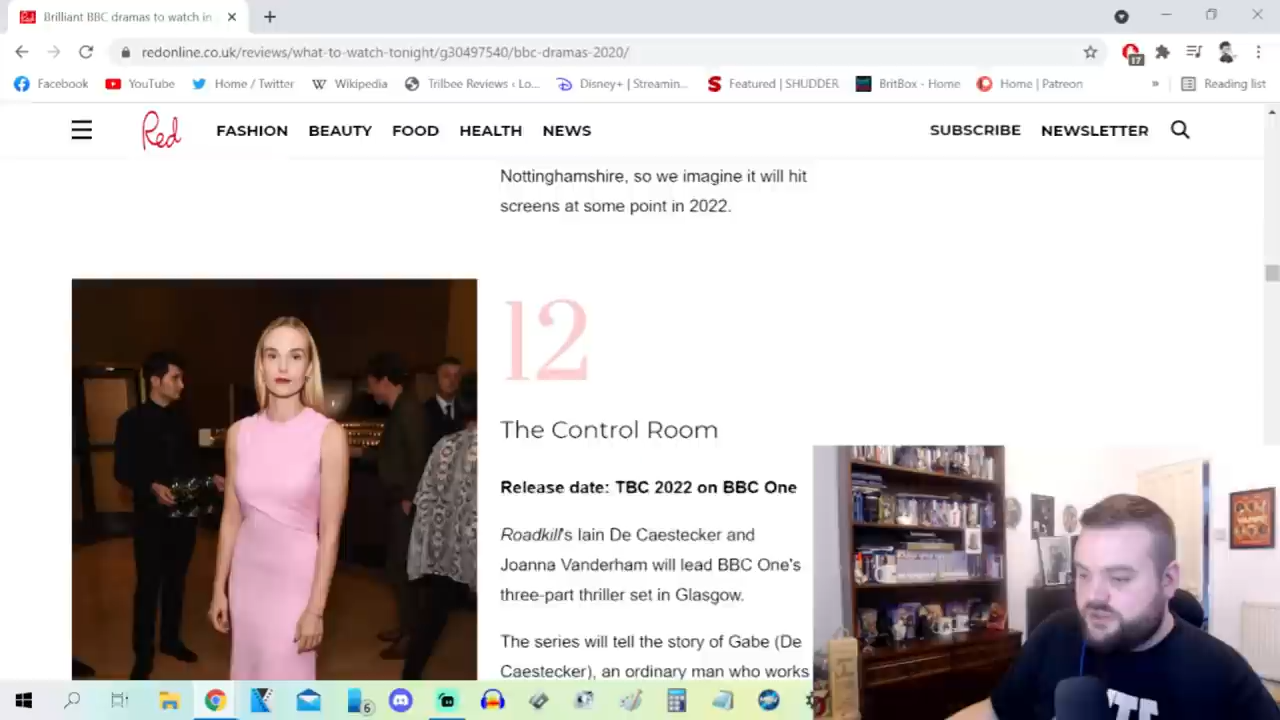 Brilliant BBC dramas to watch in
redonline.co.uk/reviews/what-to-watch-tonight/g30497540/bbc-dramas-2020/
17
Facebook YouTube Home / Twitter Wikipedia Trilbee Reviews ‹ Lo... Disney+ | Streamin... Featured | SHUDDER BritBox - Home Home | Patreon » Reading list
Red FASHION BEAUTY FOOD HEALTH NEWS SUBSCRIBE NEWSLETTER
Nottinghamshire, so we imagine it will hit
screens at some point in 2022.
12
The Control Room
Release date: TBC 2022 on BBC One
Roadkill's Iain De Caestecker and
Joanna Vanderham will lead BBC One's
three-part thriller set in Glasgow.
The series will tell the story of Gabe (De
Caestecker), an ordinary man who works
6